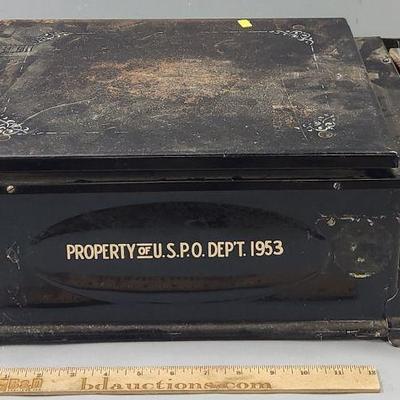 PROPERTY OF U.S.P.O. DEP'T. 1953
bdauctions.com